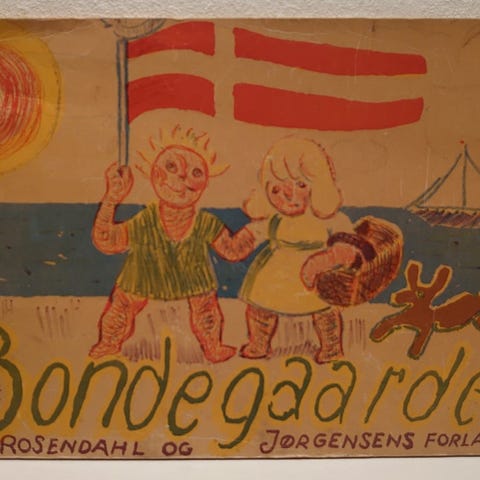 Bondegaarde
ROSENDAHL OG JØRGENSENS FORLA